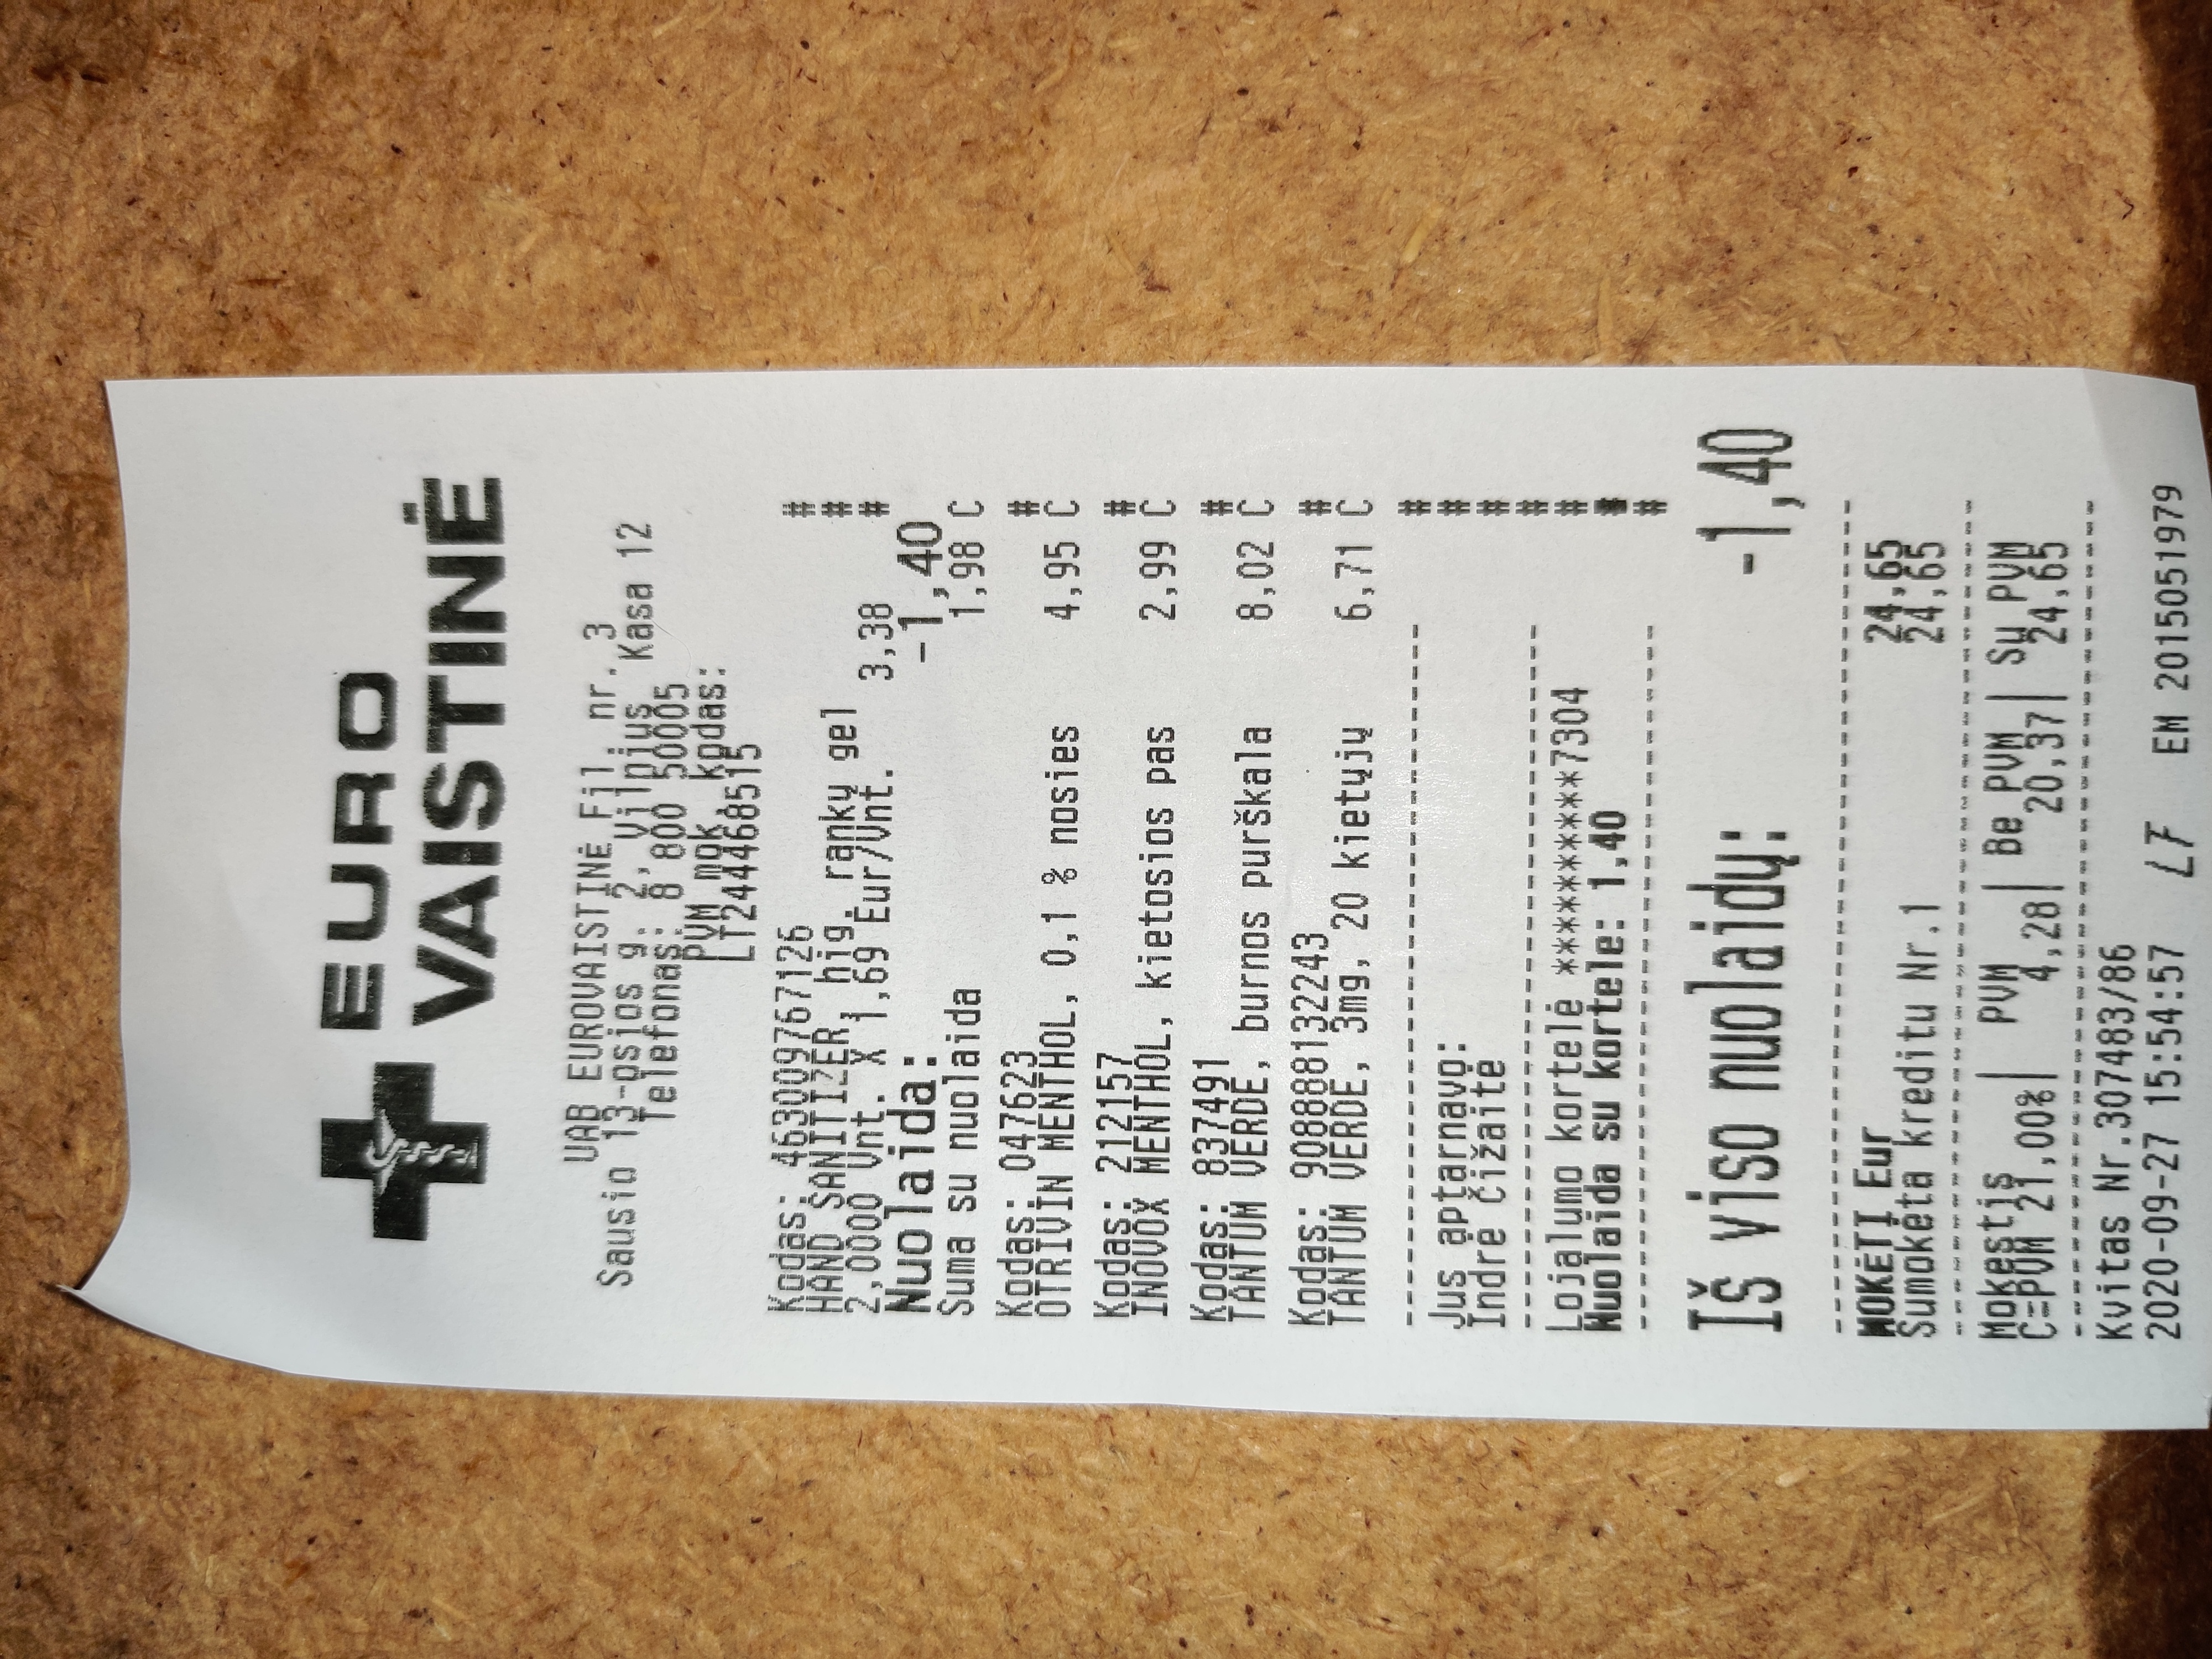 EURO
VAISTINĖ
UAB EUROVAISTINĖ Fil. nr. 3
Sausio 13-osios g. 2, Vilnius Kasa 12
Telefonas: 8 800 50005
PVM mok. kodas:
LT244468515
Kodas: 463009767126 #
HAND SANITIZER, hig. rankų gel #
2,0000 Vnt. X 1,69 Eur/Vnt. 3,38 #
Nuolaida: -1,40
Suma su nuolaida 1,98 C
Kodas: 047623 #
OTRIVIN MENTHOL, 0,1 % nosies 4,95 C
Kodas: 212157 #
INOVOX MENTHOL, kietosios pas 2,99 C
Kodas: 837491 #
TANTUM VERDE, burnos purškala 8,02 C
Kodas: 908888132243 #
TANTUM VERDE, 3mg, 20 kietųjų 6,71 C
---------------------------------- #
Jus aptarnavo: #
Indrė Čižaitė #
---------------------------------- #
Lojalumo kortelė **********7304 #
Nuolaida su kortele: 1,40 #
---------------------------------- #
Iš viso nuolaidų: -1,40
----------------------------------------
MOKĖTI Eur 24,65
Sumokėta kreditu Nr.1 24,65
----------------------------------------
Mokestis | PVM | Be PVM | Su PVM
C=PVM 21,00% | 4,28 | 20,37 | 24,65
----------------------------------------
Kvitas Nr.307483/86
2020-09-27 15:54:57 LF EM 2015051979